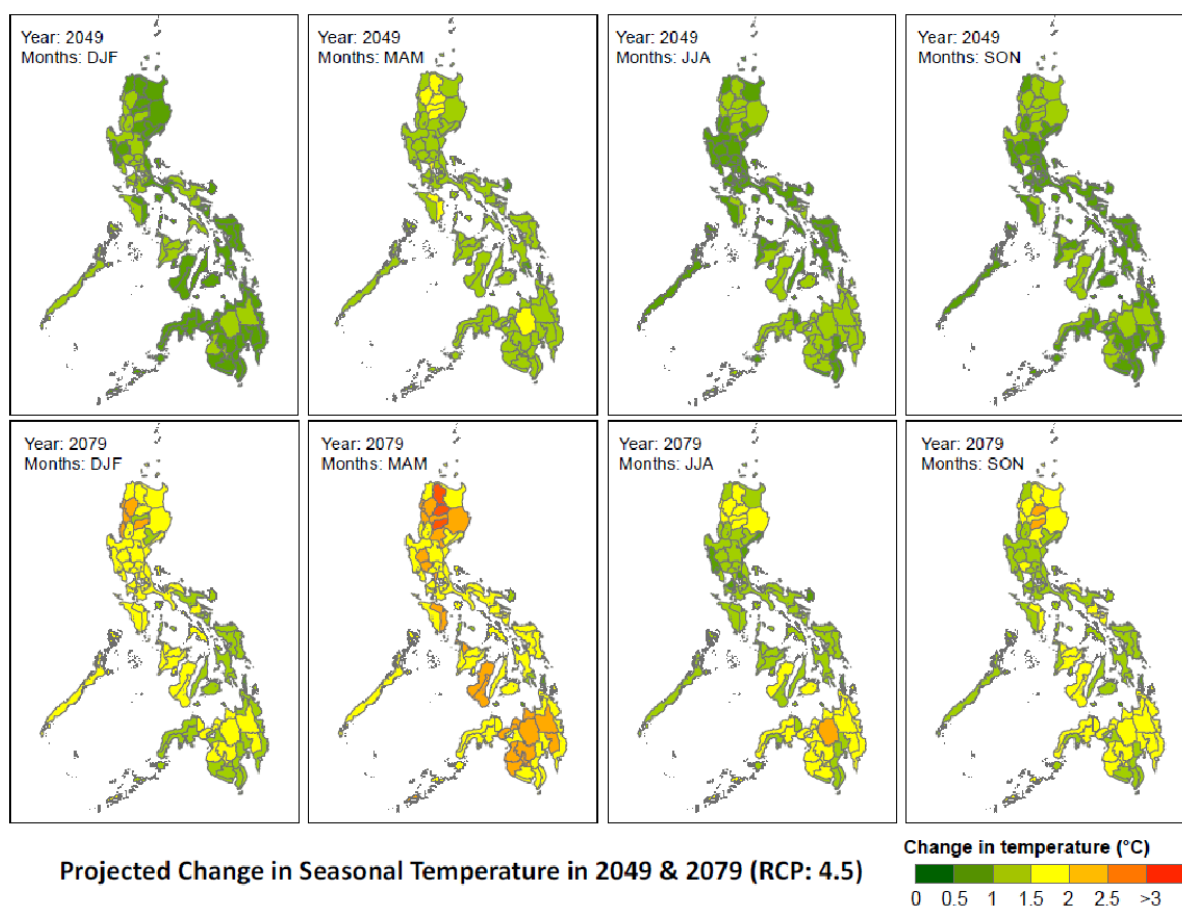 Year: 2049
Months: DJF
Year: 2049
Months: MAM
Year: 2049
Months: JJA
Year: 2049
Months: SON
Year: 2079
Months: DJF
Year: 2079
Months: MAM
Year: 2079
Months: JJA
Year: 2079
Months: SON
Projected Change in Seasonal Temperature in 2049 & 2079 (RCP: 4.5)
Change in temperature (°C)
0 0.5 1 1.5 2 2.5 >3